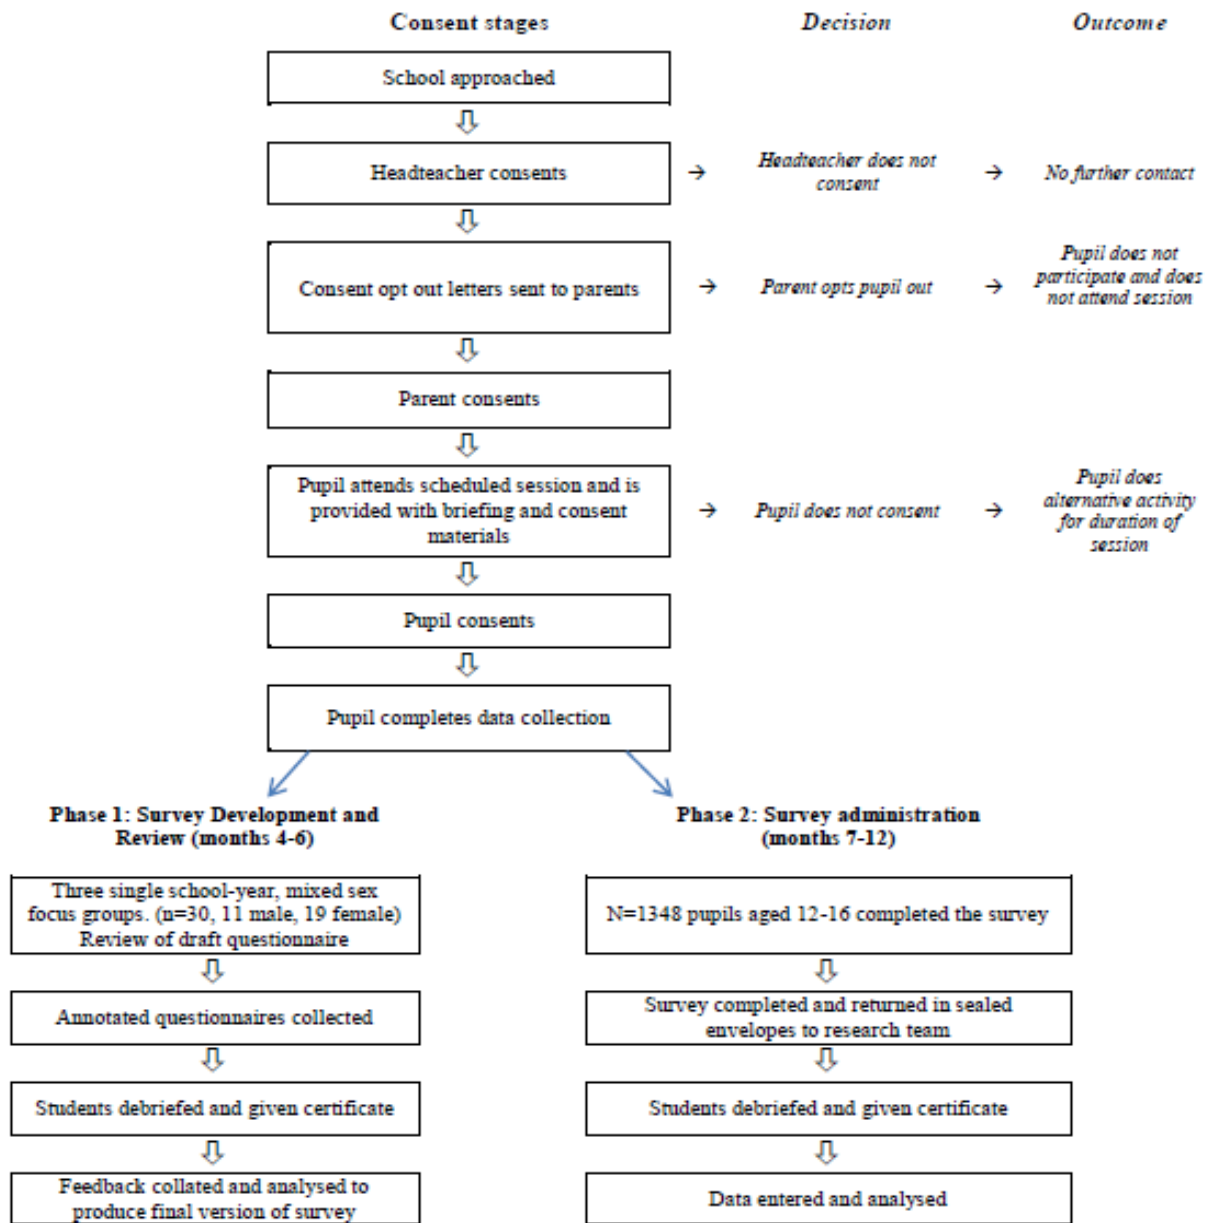 Consent stages
Decision
Outcome
School approached
Headteacher consents
Headteacher does not
consent
No further contact
Consent opt out letters sent to parents
Parent opts pupil out
Pupil does not
participate and does
not attend session
Parent consents
Pupil attends scheduled session and is
provided with briefing and consent
materials
Pupil does not consent
Pupil does
alternative activity
for duration of
session
Pupil consents
Pupil completes data collection
Phase 1: Survey Development and
Review (months 4-6)
Phase 2: Survey administration
(months 7-12)
Three single school-year, mixed sex
focus groups. (n=30, 11 male, 19 female)
Review of draft questionnaire
N=1348 pupils aged 12-16 completed the survey
Annotated questionnaires collected
Survey completed and returned in sealed
envelopes to research team
Students debriefed and given certificate
Students debriefed and given certificate
Feedback collated and analysed to
produce final version of survey
Data entered and analysed